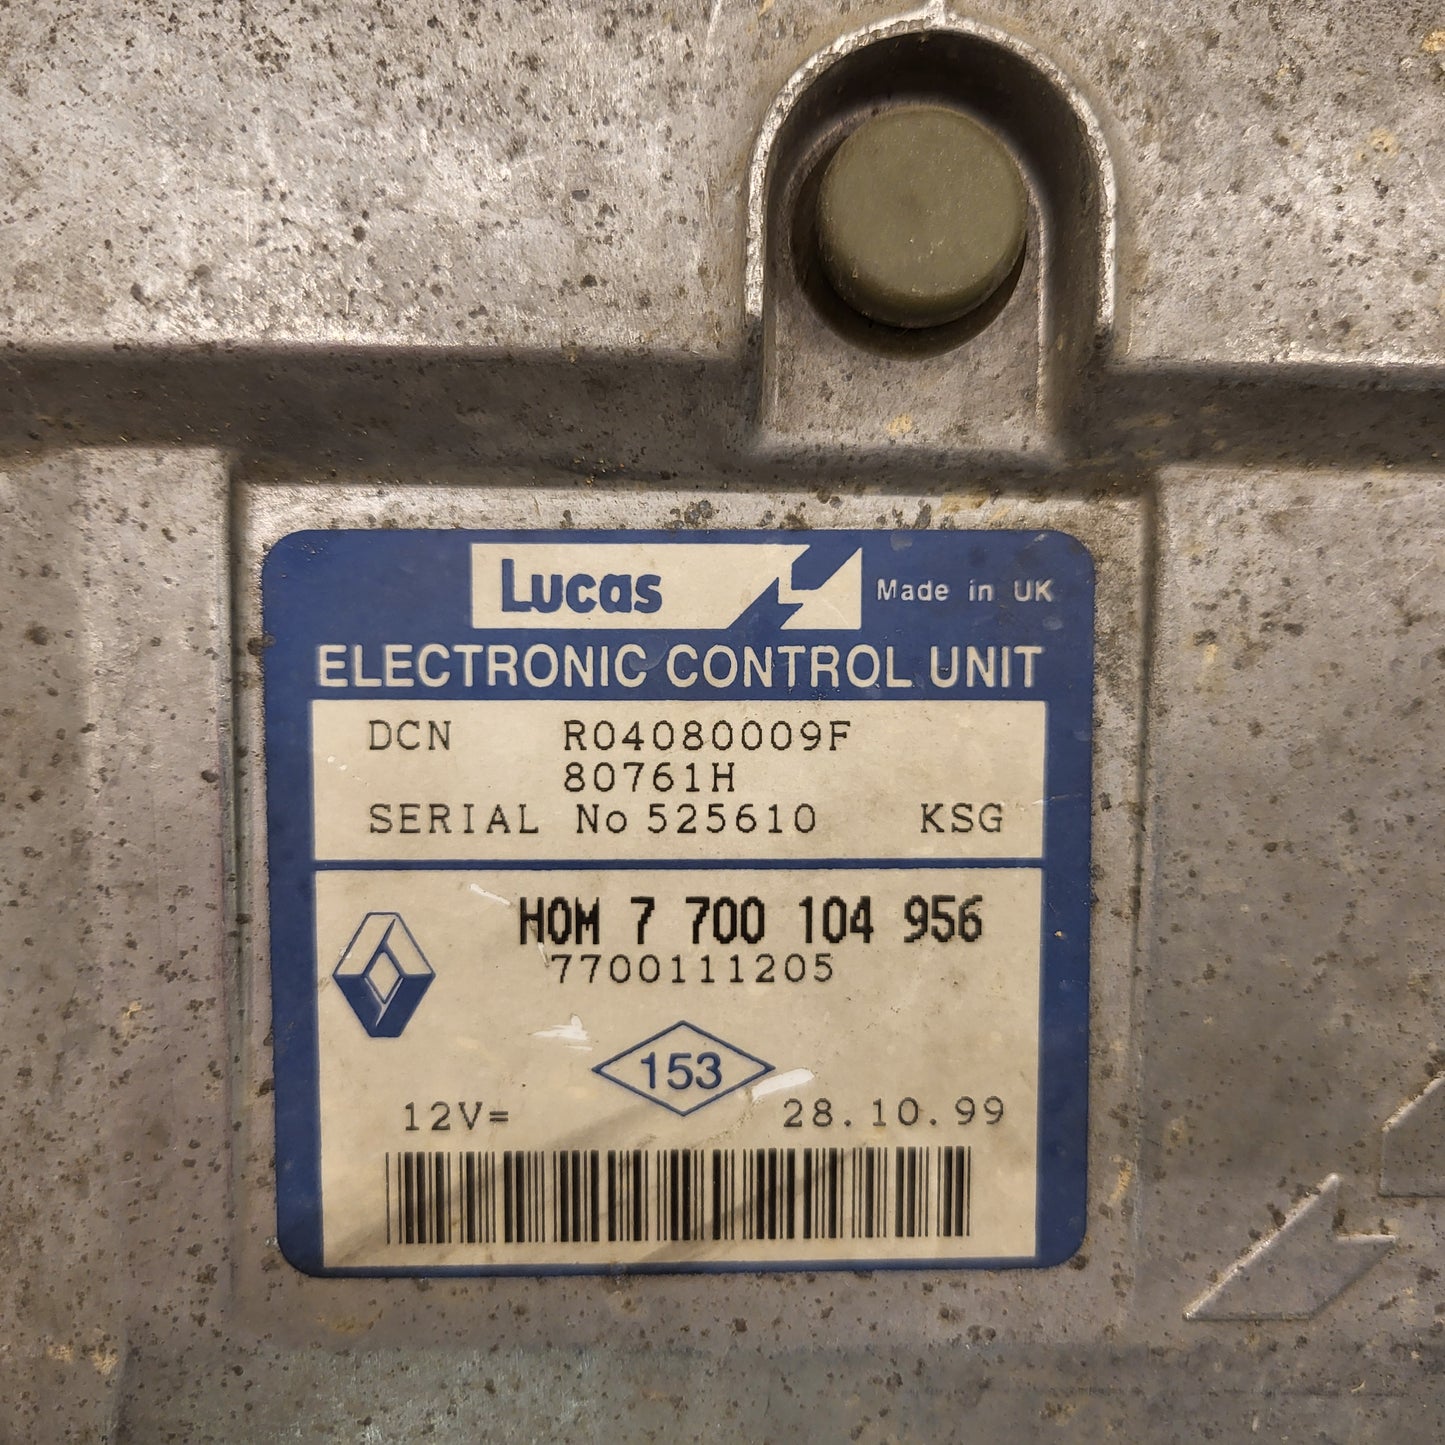 Lucas Made in UK
ELECTRONIC CONTROL UNIT
DCN R04080009F
80761H
SERIAL No 525610 KSG
HOM 7 700 104 956
7700111205
153
12V= 28.10.99